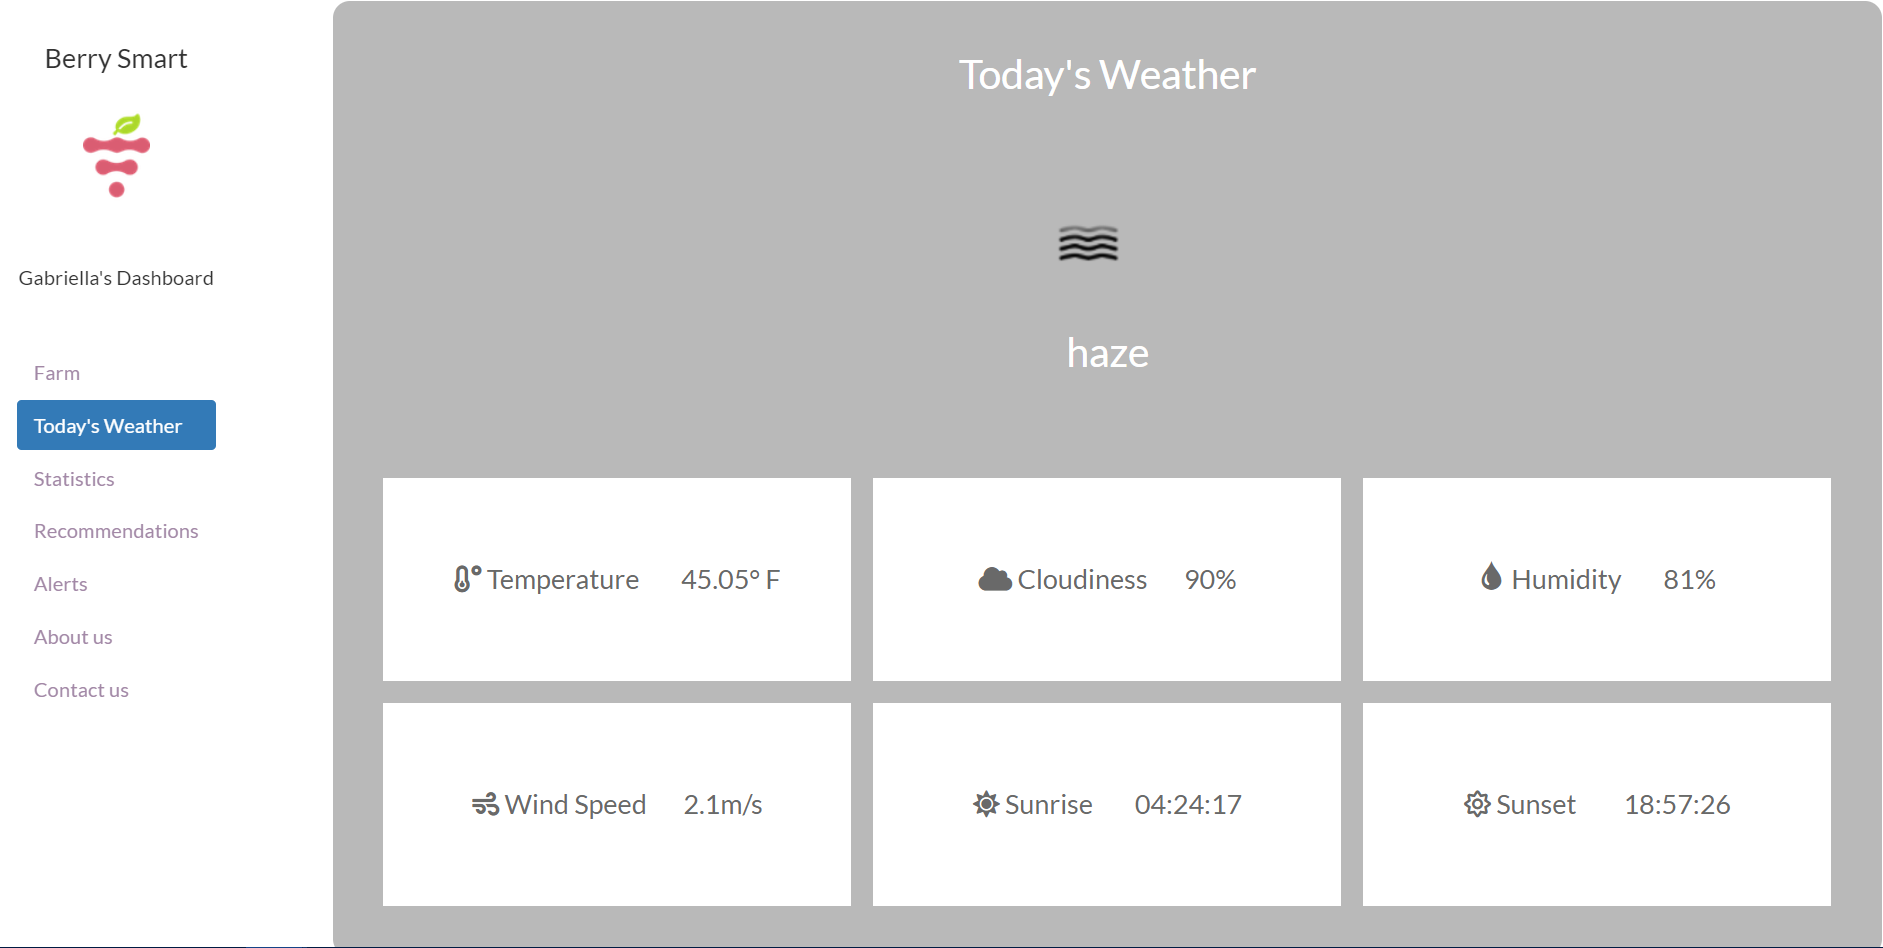 Berry Smart
Gabriella's Dashboard
Farm
Today's Weather
Statistics
Recommendations
Alerts
About us
Contact us
Today's Weather
haze
Temperature 45.05° F
Cloudiness 90%
Humidity 81%
Wind Speed 2.1m/s
Sunrise 04:24:17
Sunset 18:57:26